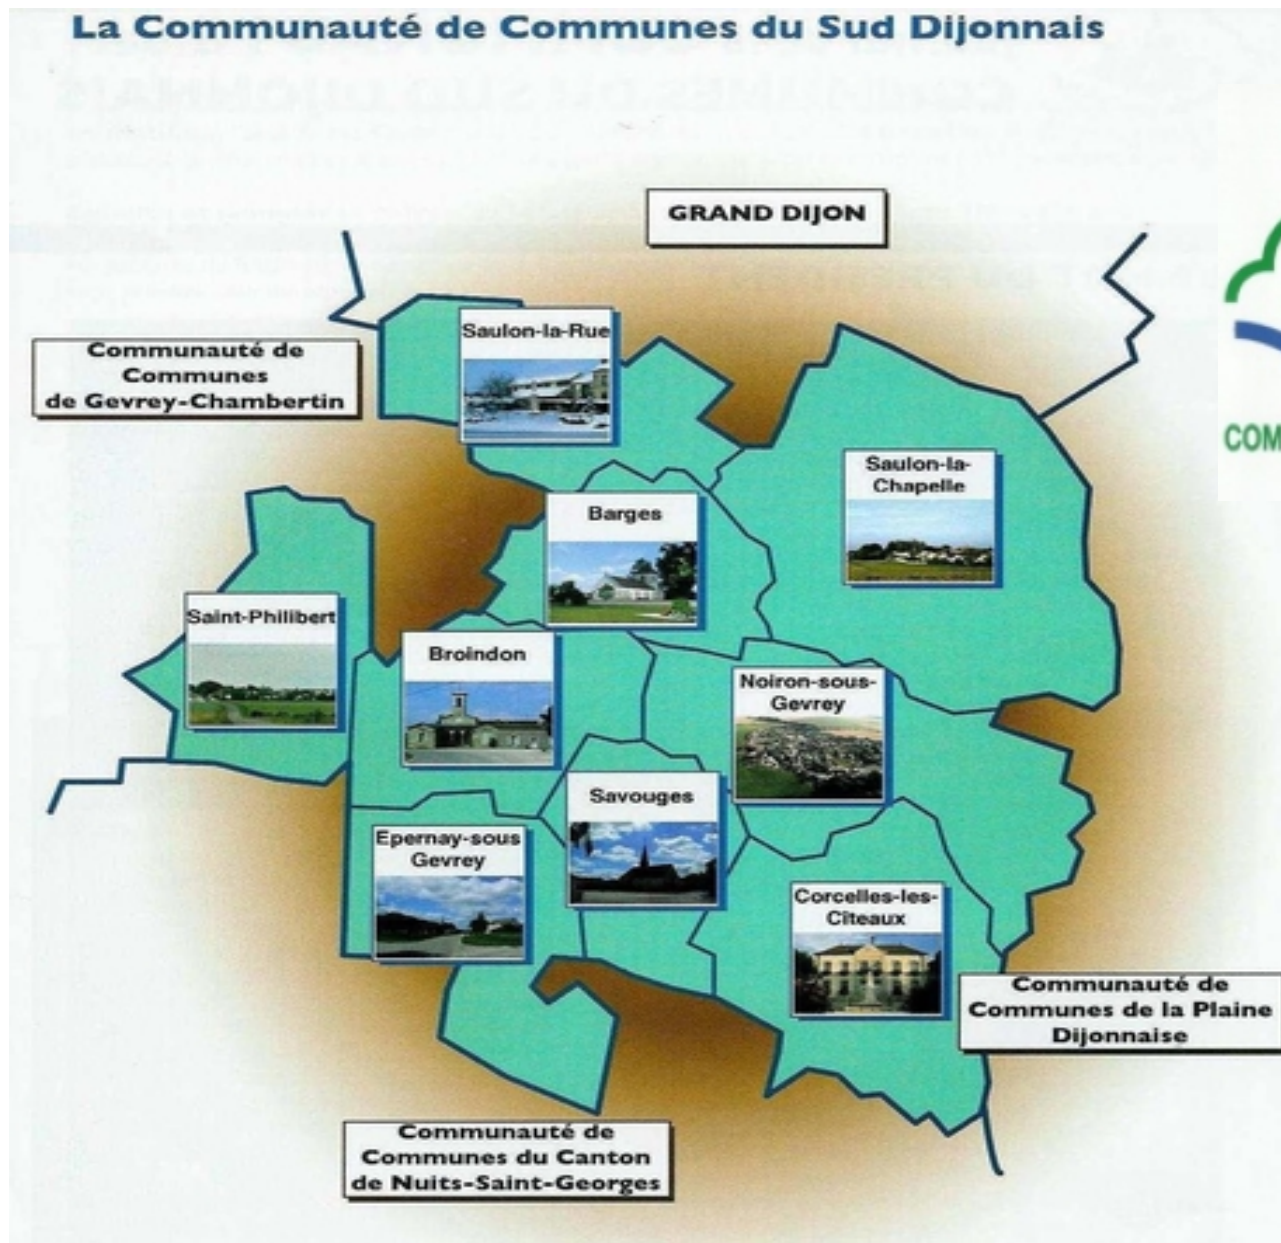 La Communauté de Communes du Sud Dijonnais
GRAND DIJON
Communauté de
Communes
de Gevrey-Chambertin
Saulon-la-Rue
Saulon-la-
Chapelle
COM
Barges
Saint-Philibert
Broindon
Noiron-sous-
Gevrey
Savouges
Epernay-sous
Gevrey
Corcelles-les-
Cîteaux
Communauté de
Communes de la Plaine
Dijonnaise
Communauté de
Communes du Canton
de Nuits-Saint-Georges